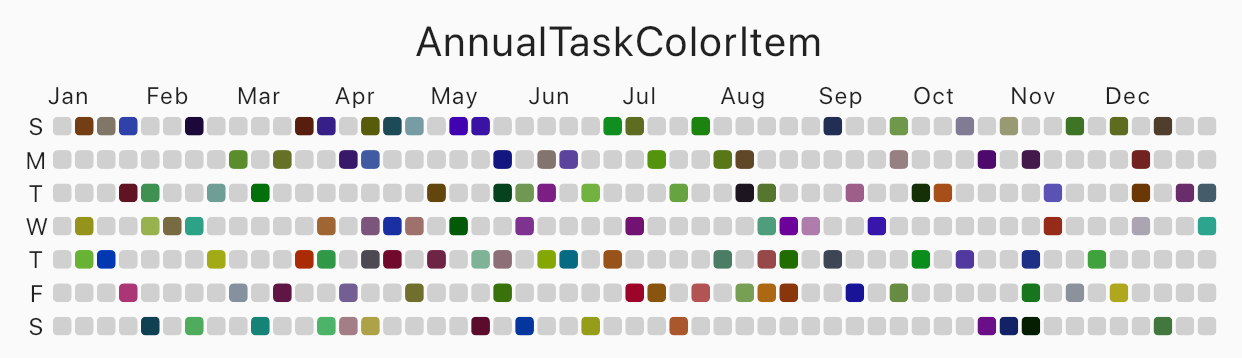 AnnualTaskColorItem
Jan Feb Mar Apr May Jun Jul Aug Sep Oct Nov Dec
S
M
T
W
T
F
S